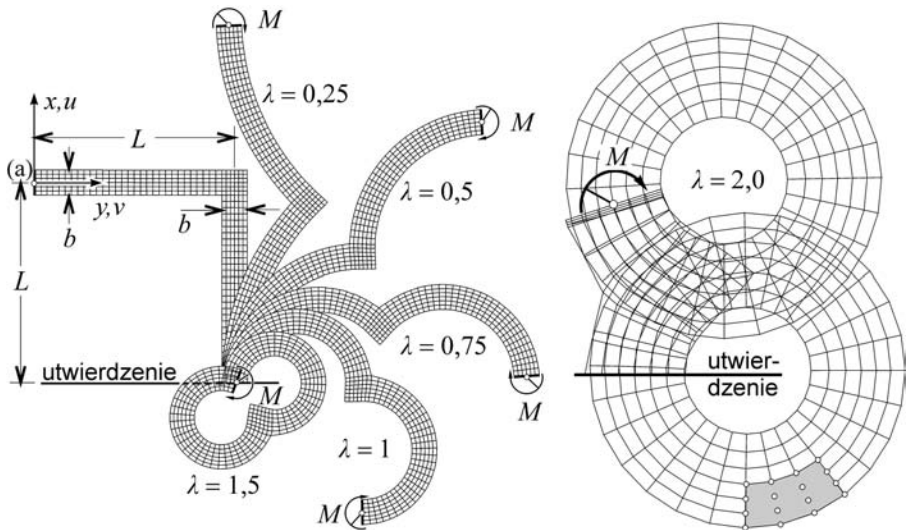 M
x,u
λ = 0,25
L
M
(a)
λ = 0,5
y,v
b
b
L
λ = 0,75
utwierdzenie
M
M
λ = 1
λ = 1,5
M
M
λ = 2,0
utwier-
dzenie